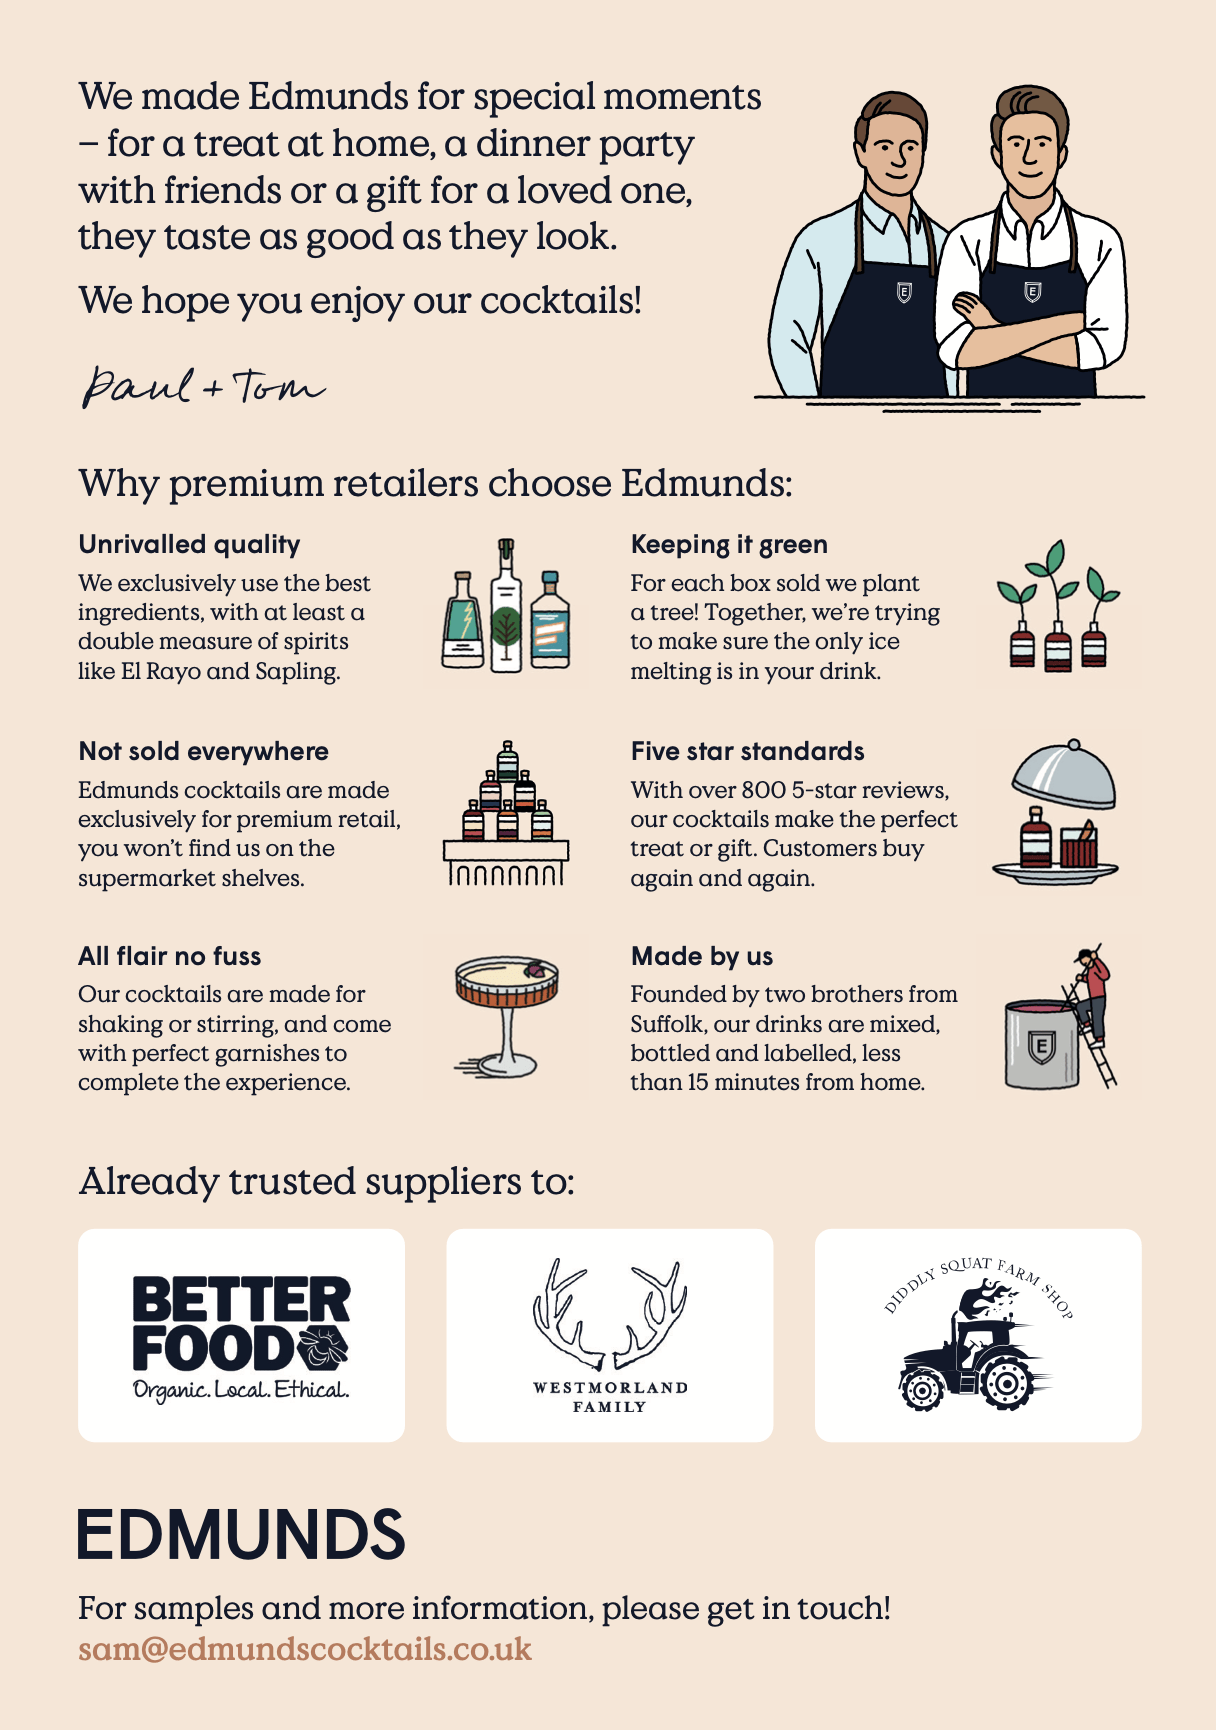 We made Edmunds for special moments
– for a treat at home, a dinner party
with friends or a gift for a loved one,
they taste as good as they look.
We hope you enjoy our cocktails!
Paul + Tom
E
E
Why premium retailers choose Edmunds:
Unrivalled quality
We exclusively use the best
ingredients, with at least a
double measure of spirits
like El Rayo and Sapling.
Keeping it green
For each box sold we plant
a tree! Together, we’re trying
to make sure the only ice
melting is in your drink.
Not sold everywhere
Edmunds cocktails are made
exclusively for premium retail,
you won’t find us on the
supermarket shelves.
Five star standards
With over 800 5-star reviews,
our cocktails make the perfect
treat or gift. Customers buy
again and again.
All flair no fuss
Our cocktails are made for
shaking or stirring, and come
with perfect garnishes to
complete the experience.
Made by us
Founded by two brothers from
Suffolk, our drinks are mixed,
bottled and labelled, less
than 15 minutes from home.
E
Already trusted suppliers to:
BETTER
FOOD
Organic. Local. Ethical.
WESTMORLAND
FAMILY
DIDDLY SQUAT FARM SHOP
EDMUNDS
For samples and more information, please get in touch!
sam@edmundscocktails.co.uk